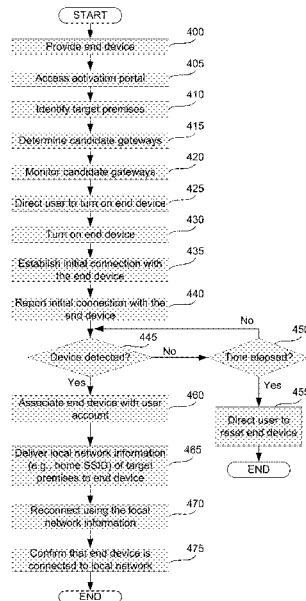 START
400
Provide end device
405
Access activation portal
410
Identify target premises
415
Determine candidate gateways
420
Monitor candidate gateways
425
Direct user to turn on end device
430
Turn on end device
435
Establish initial connection with
the end device
440
Report initial connection with the
end device
No
445
450
Device detected?
No
Time elapsed?
Yes
Yes
460
455
Associate end device with user
account
Direct user to
reset end device
465
Deliver local network information
(e.g., home SSID) of target
premises to end device
END
470
Reconnect using the local
network information
475
Confirm that end device is
connected to local network
END